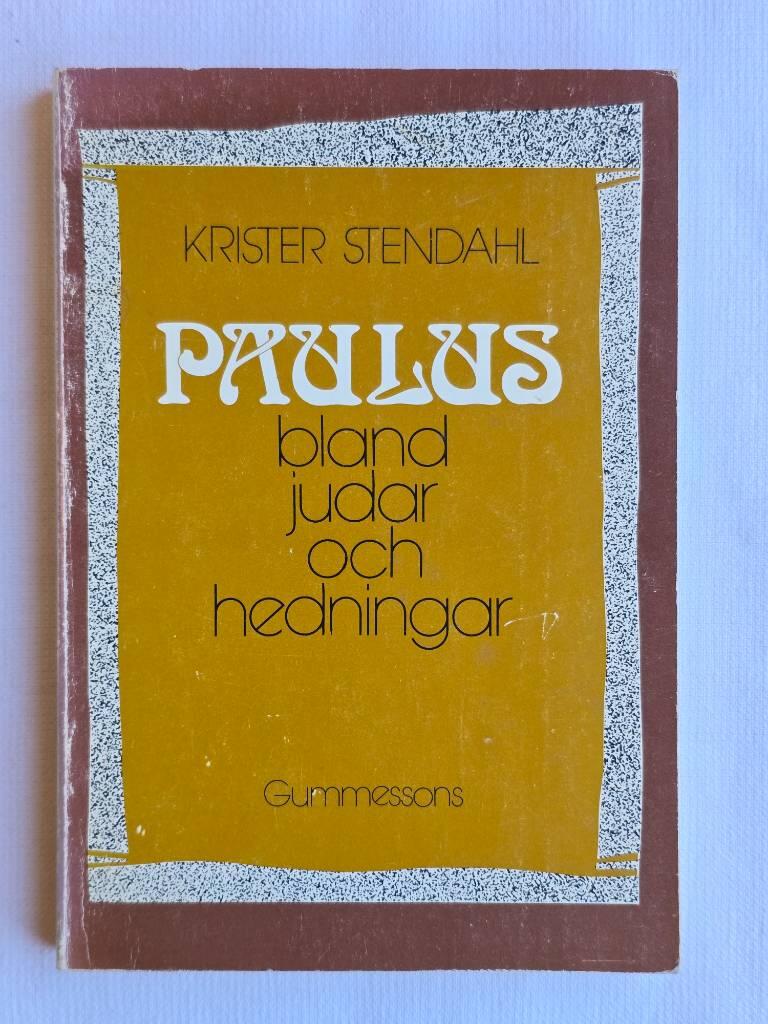 KRISTER STENDAHL
PAULUS
bland
judar
och
hedningar
Gummessons